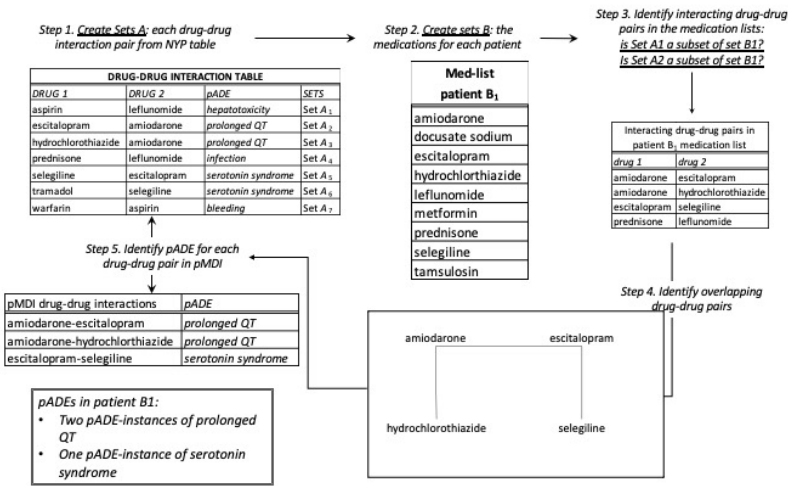 Step 1. Create Sets A: each drug-drug
interaction pair from NYP table
Step 2. Create sets B: the
medications for each patient
Step 3. Identify interacting drug-drug
pairs in the medication lists:
is Set A1 a subset of set B1?
Is Set A2 a subset of set B1?
DRUG-DRUG INTERACTION TABLE
DRUG 1 DRUG 2 pADE SETS
aspirin leflunomide hepatotoxicity Set A 1
escitalopram amiodarone prolonged QT Set A 2
hydrochlorothiazide amiodarone prolonged QT Set A 3
prednisone leflunomide infection Set A 4
selegiline escitalopram serotonin syndrome Set A 5
tramadol selegiline serotonin syndrome Set A 6
warfarin aspirin bleeding Set A 7
Med-list
patient B1
amiodarone
docusate sodium
escitalopram
hydrochlorthiazide
leflunomide
metformin
prednisone
selegiline
tamsulosin
Interacting drug-drug pairs in
patient B1 medication list
drug 1 drug 2
amiodarone escitalopram
amiodarone hydrochlorothiazide
escitalopram selegiline
prednisone leflunomide
Step 4. Identify overlapping
drug-drug pairs
amiodarone escitalopram
hydrochlorothiazide selegiline
Step 5. Identify pADE for each
drug-drug pair in pMDI
pMDI drug-drug interactions pADE
amiodarone-escitalopram prolonged QT
amiodarone-hydrochlorthiazide prolonged QT
escitalopram-selegiline serotonin syndrome
pADEs in patient B1:
• Two pADE-instances of prolonged
QT
• One pADE-instance of serotonin
syndrome